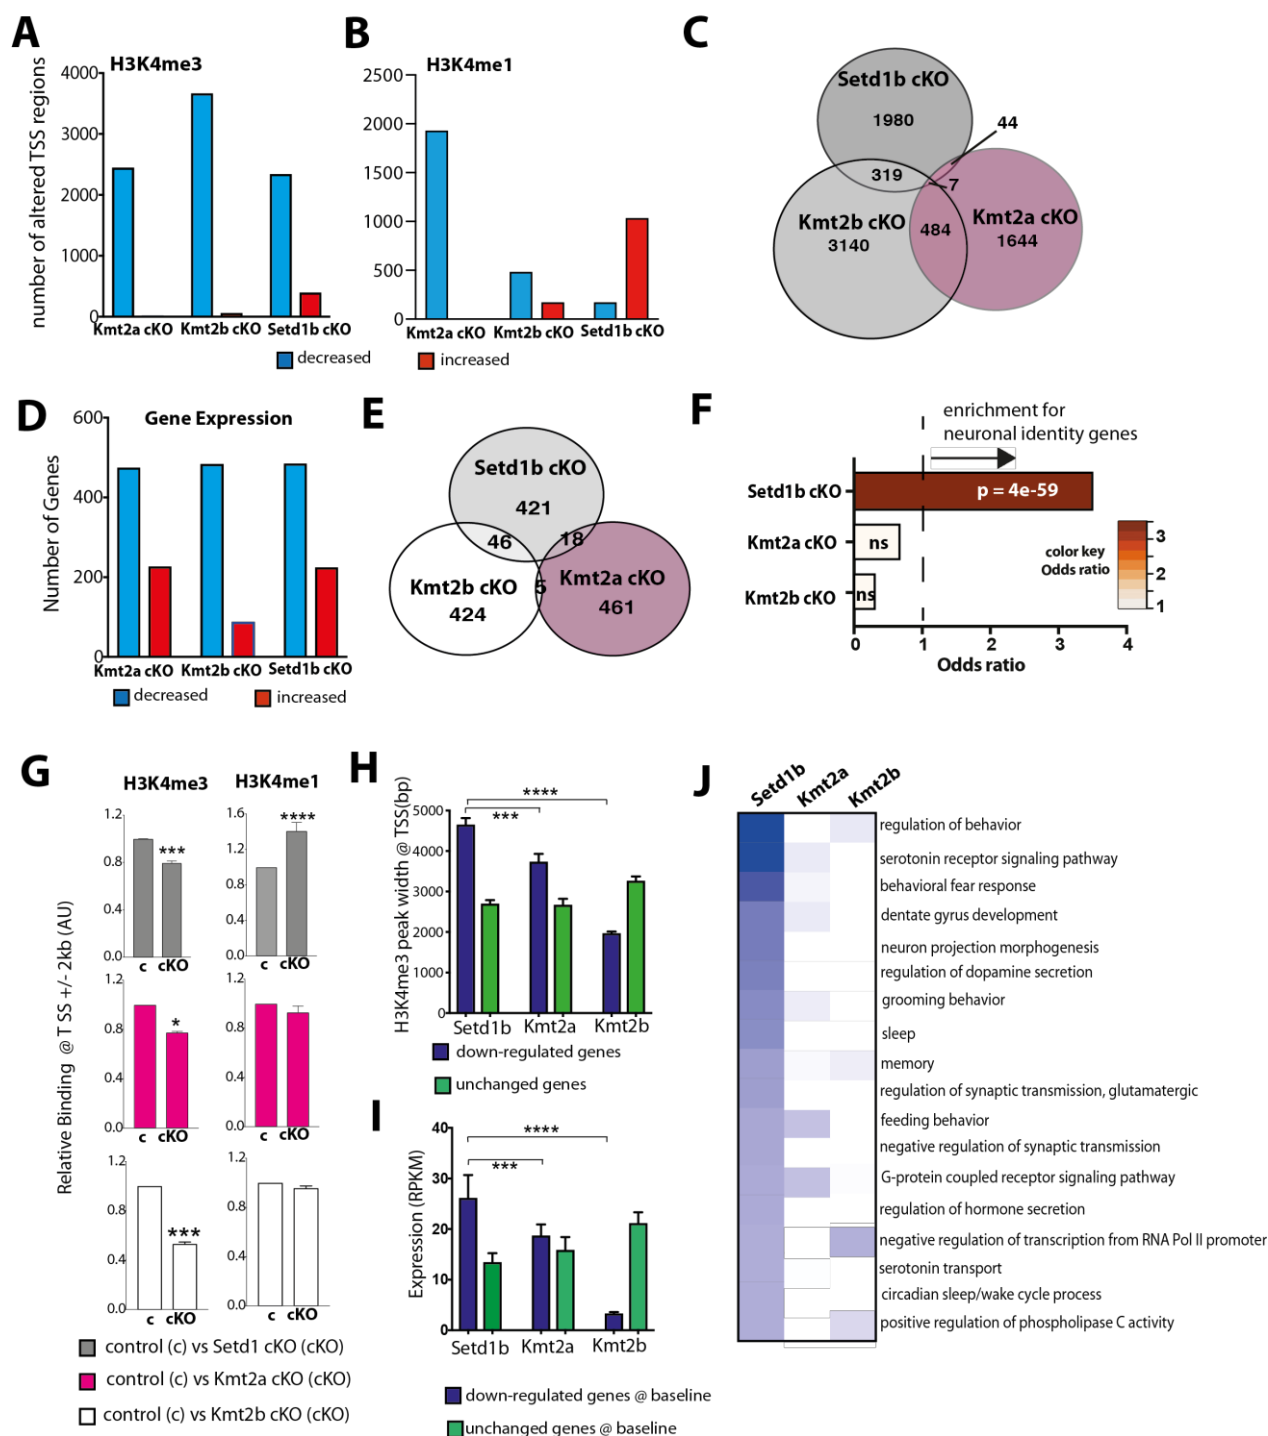 A
H3K4me3
number of altered TSS regions
4000
3000
2000
1000
0
Kmt2a cKO Kmt2b cKO Setd1b cKO
B
H3K4me1
2500
2000
1500
1000
500
0
Kmt2a cKO Kmt2b cKO Setd1b cKO
decreased increased
C
Setd1b cKO
1980
44
319
7
Kmt2b cKO
3140
484
Kmt2a cKO
1644
D
Gene Expression
Number of Genes
600
400
200
0
Kmt2a cKO Kmt2b cKO Setd1b cKO
decreased increased
E
Setd1b cKO
421
46
18
Kmt2b cKO
424
5
Kmt2a cKO
461
F
enrichment for
neuronal identity genes
Setd1b cKO
p = 4e-59
Kmt2a cKO
ns
Kmt2b cKO
ns
color key
Odds ratio
3
2
1
0 1 2 3 4
Odds ratio
G
H3K4me3 H3K4me1
Relative Binding @ T SS +/- 2kb (AU)
1.2
0.8
0.4
0.0
***
c cKO
1.6
1.2
0.8
0.4
0.0
****
c cKO
1.2
0.8
0.4
0.0
*
c cKO
1.2
0.8
0.4
0.0
c cKO
1.2
0.8
0.4
0.0
***
c cKO
1.2
0.8
0.4
0.0
c cKO
control (c) vs Setd1 cKO (cKO)
control (c) vs Kmt2a cKO (cKO)
control (c) vs Kmt2b cKO (cKO)
H
H3K4me3 peak width @ TSS(bp)
5000
4000
3000
2000
1000
0
****
***
Setd1b Kmt2a Kmt2b
down-regulated genes
unchanged genes
I
Expression (RPKM)
40
30
20
10
0
****
***
Setd1b Kmt2a Kmt2b
down-regulated genes @ baseline
unchanged genes @ baseline
J
Setd1b Kmt2a Kmt2b
regulation of behavior
serotonin receptor signaling pathway
behavioral fear response
dentate gyrus development
neuron projection morphogenesis
regulation of dopamine secretion
grooming behavior
sleep
memory
regulation of synaptic transmission, glutamatergic
feeding behavior
negative regulation of synaptic transmission
G-protein coupled receptor signaling pathway
regulation of hormone secretion
negative regulation of transcription from RNA Pol II promoter
serotonin transport
circadian sleep/wake cycle process
positive regulation of phospholipase C activity